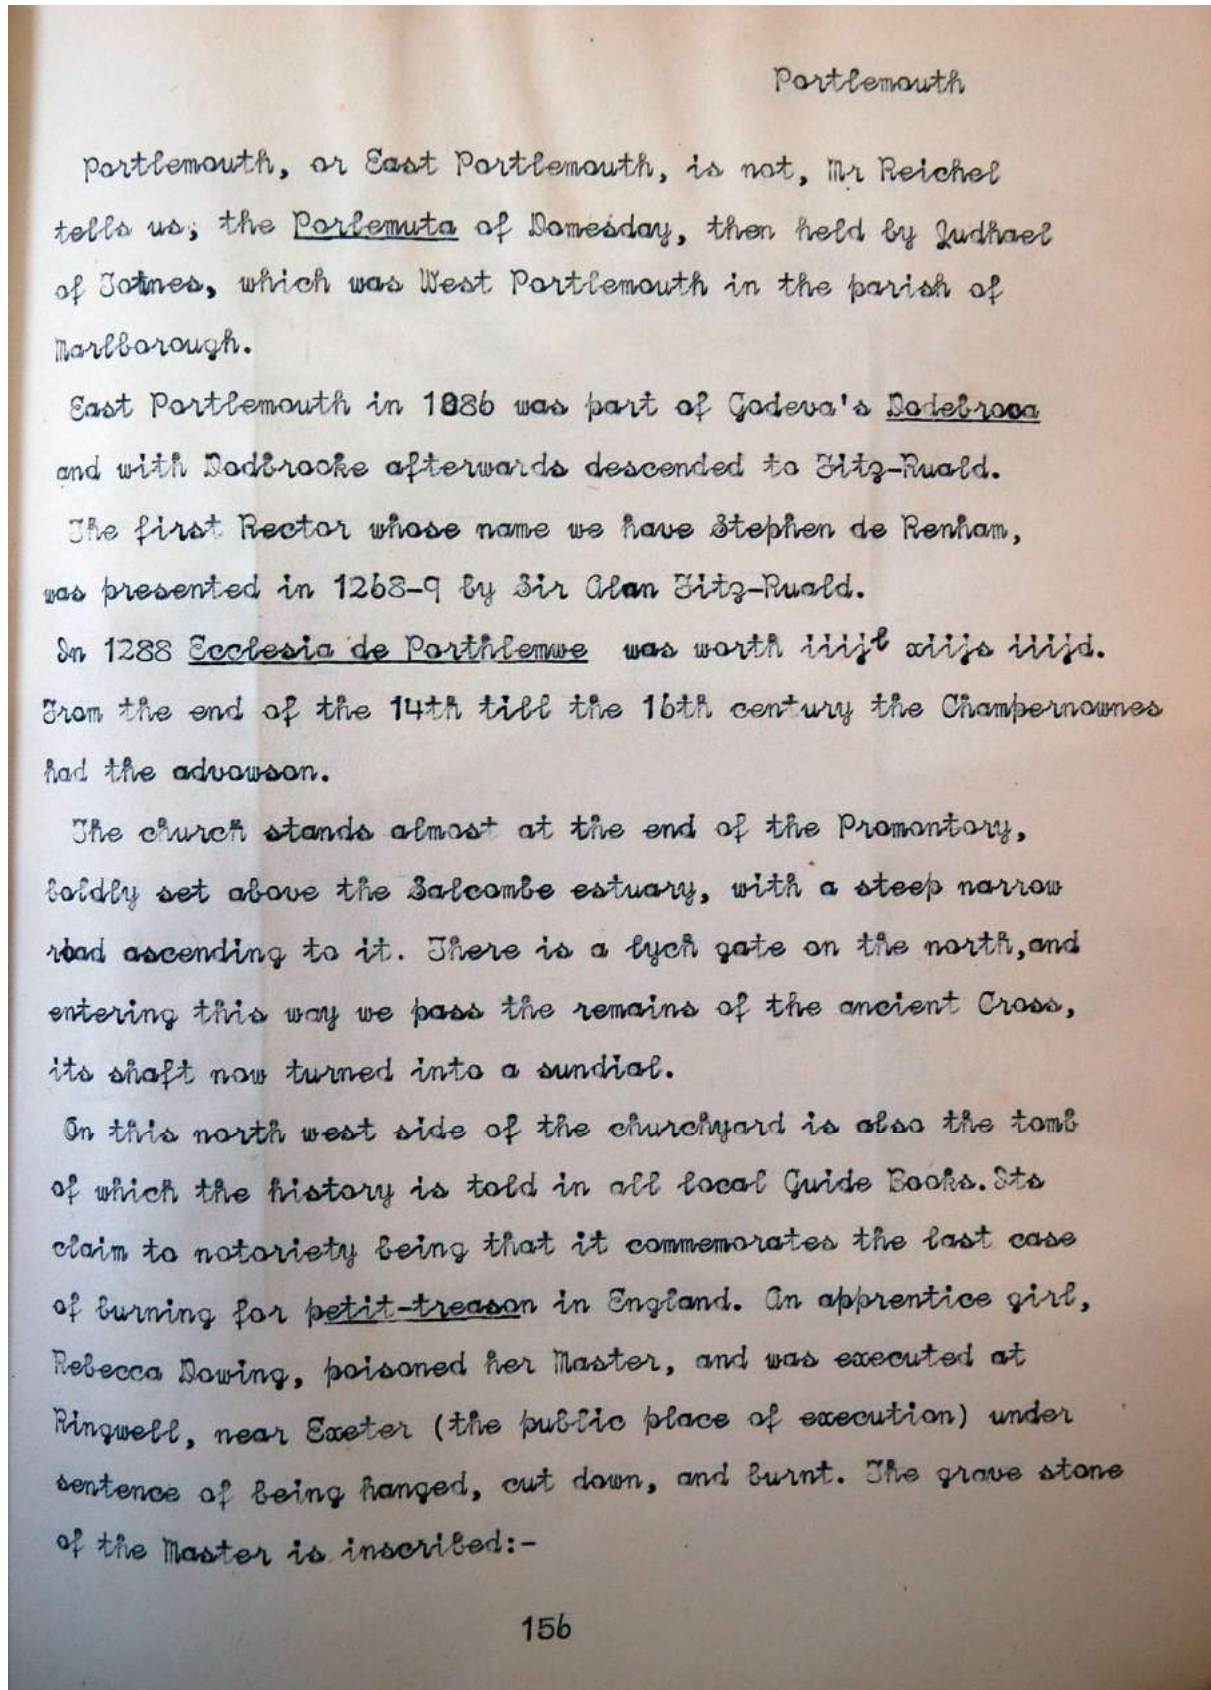 Portlemouth
Portlemouth, or East Portlemouth, is not, Mr Reichel
tells us, the Porlemuta of Domesday, then held by Judhael
of Totnes, which was West Portlemouth in the parish of
Marlborough.
East Portlemouth in 1086 was part of Godeva's Dodebroca
and with Dodbrooke afterwards descended to Fitz-Ruald.
The first Rector whose name we have Stephen de Renham,
was presented in 1268-9 by Sir Alan Fitz-Ruald.
In 1288 Ecclesia de Porthlemwe was worth iiijl xiijs iiijd.
From the end of the 14th till the 16th century the Champernownes
had the advowson.
The church stands almost at the end of the Promontory,
boldly set above the Salcombe estuary, with a steep narrow
road ascending to it. There is a lych gate on the north,and
entering this way we pass the remains of the ancient Cross,
its shaft now turned into a sundial.
On this north west side of the churchyard is also the tomb
of which the history is told in all local Guide Books.Its
claim to notoriety being that it commemorates the last case
of burning for petit-treason in England. An apprentice girl,
Rebecca Dowing, poisoned her Master, and was executed at
Ringwell, near Exeter (the public place of execution) under
sentence of being hanged, cut down, and burnt. The grave stone
of the Master is inscribed:-
156